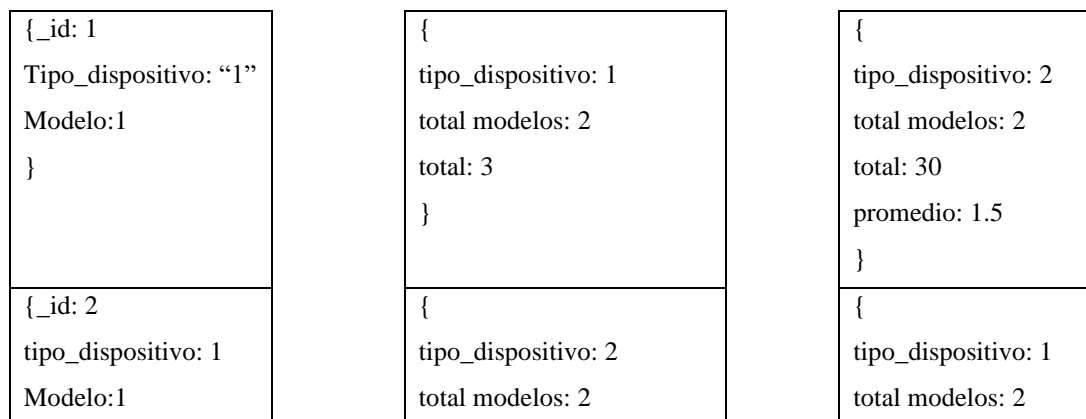 {_id: 1
Tipo_dispositivo: “1”
Modelo:1
}
{_id: 2
tipo_dispositivo: 1
Modelo:1
{
tipo_dispositivo: 1
total modelos: 2
total: 3
}
{
tipo_dispositivo: 2
total modelos: 2
{
tipo_dispositivo: 2
total modelos: 2
total: 30
promedio: 1.5
}
{
tipo_dispositivo: 1
total modelos: 2